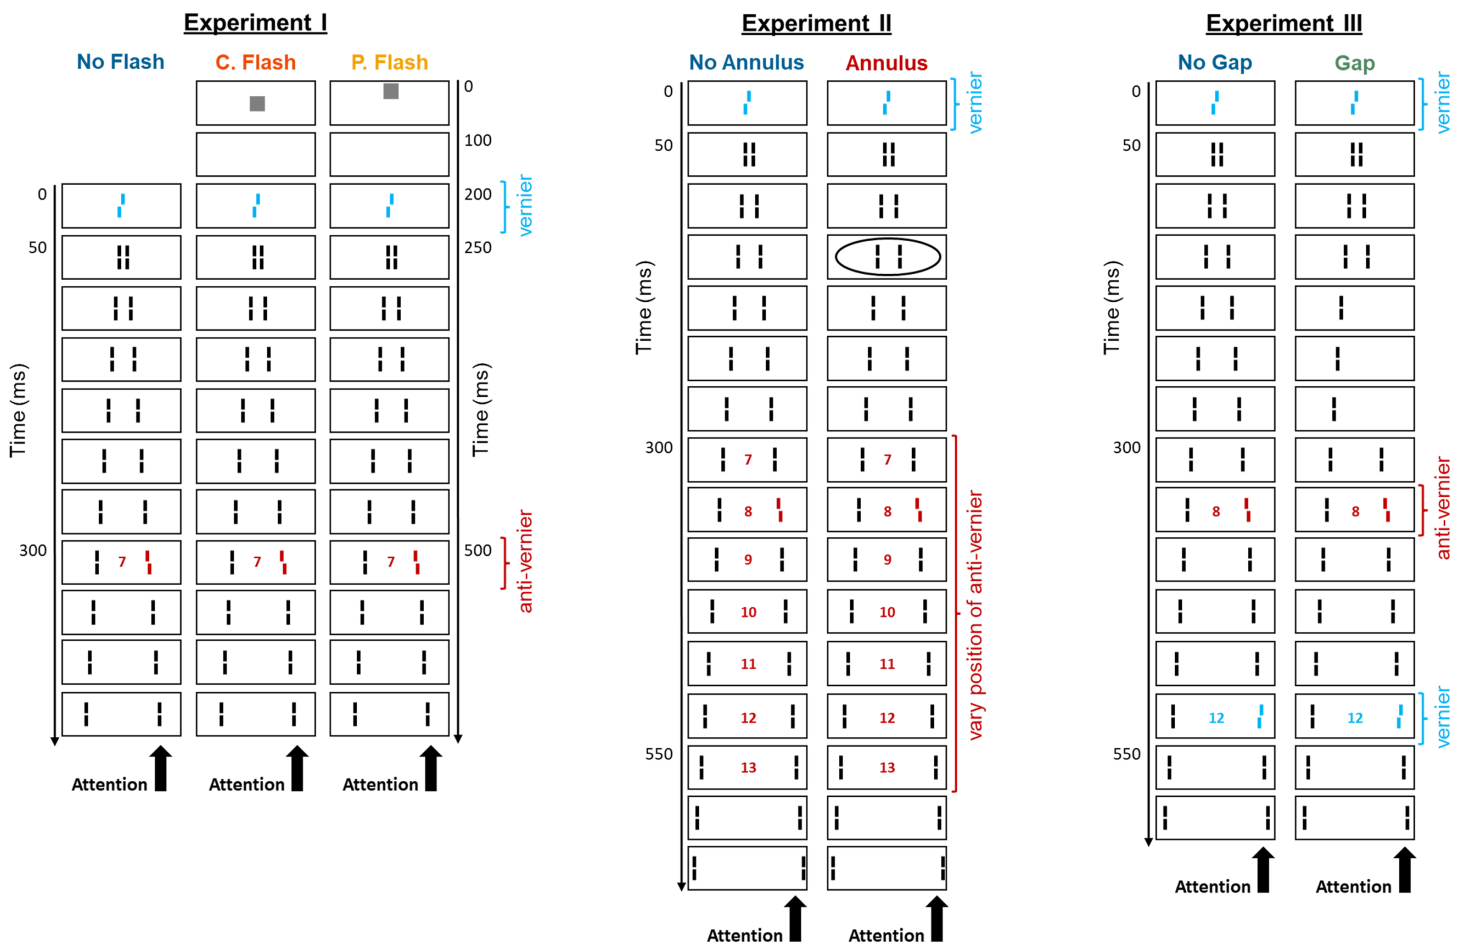 Experiment I
No Flash
C. Flash
P. Flash
0
100
0
200
vernier
50
250
Time (ms)
Time (ms)
300
7
7
7
500
anti-vernier
Attention
Attention
Attention
Experiment II
No Annulus
Annulus
0
vernier
50
Time (ms)
300
7
7
8
8
9
9
10
10
11
11
12
12
550
13
13
vary position of anti-vernier
Attention
Attention
Experiment III
No Gap
Gap
0
vernier
50
Time (ms)
300
8
8
anti-vernier
12
12
vernier
550
Attention
Attention